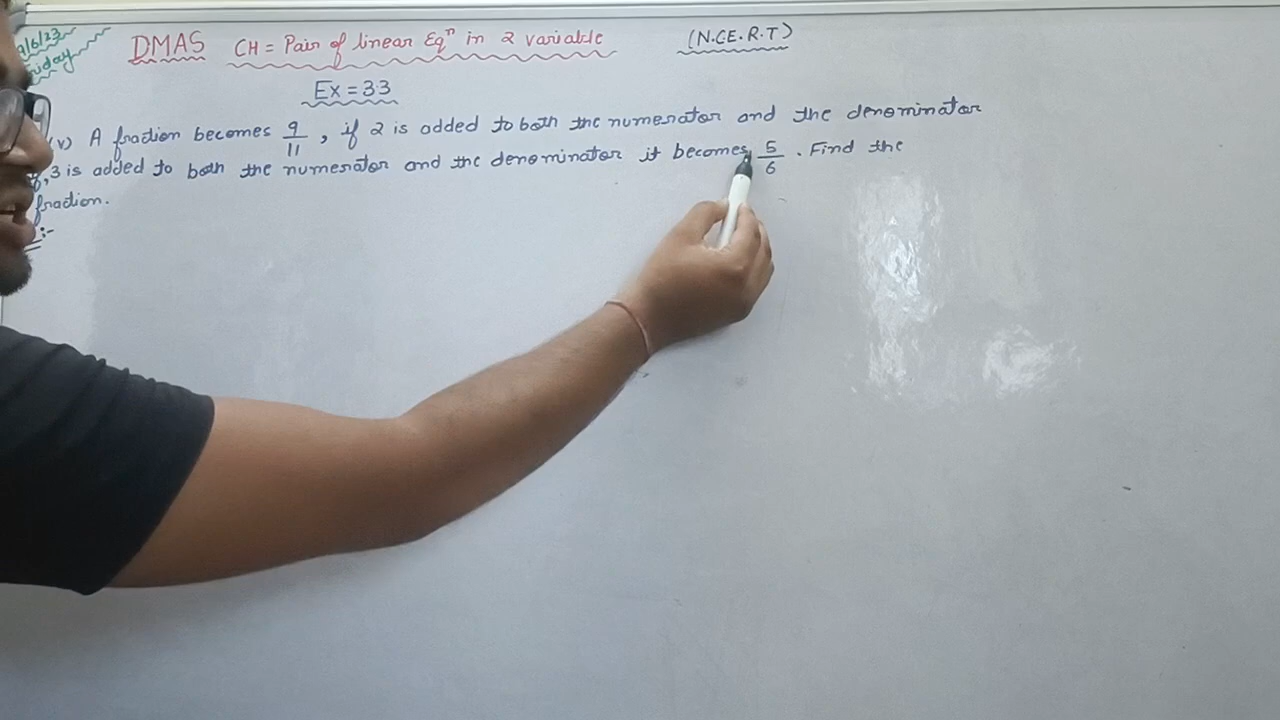 /6/23
DMAS CH = Pair of linear Eqⁿ in 2 variable (N.C.E.R.T)
Ex = 3.3
(v) A fraction becomes 9/11, if 2 is added to both the numerator and the denominator
, 3 is added to both the numerator and the denominator it becomes 5/6. Find the
fraction.
:-